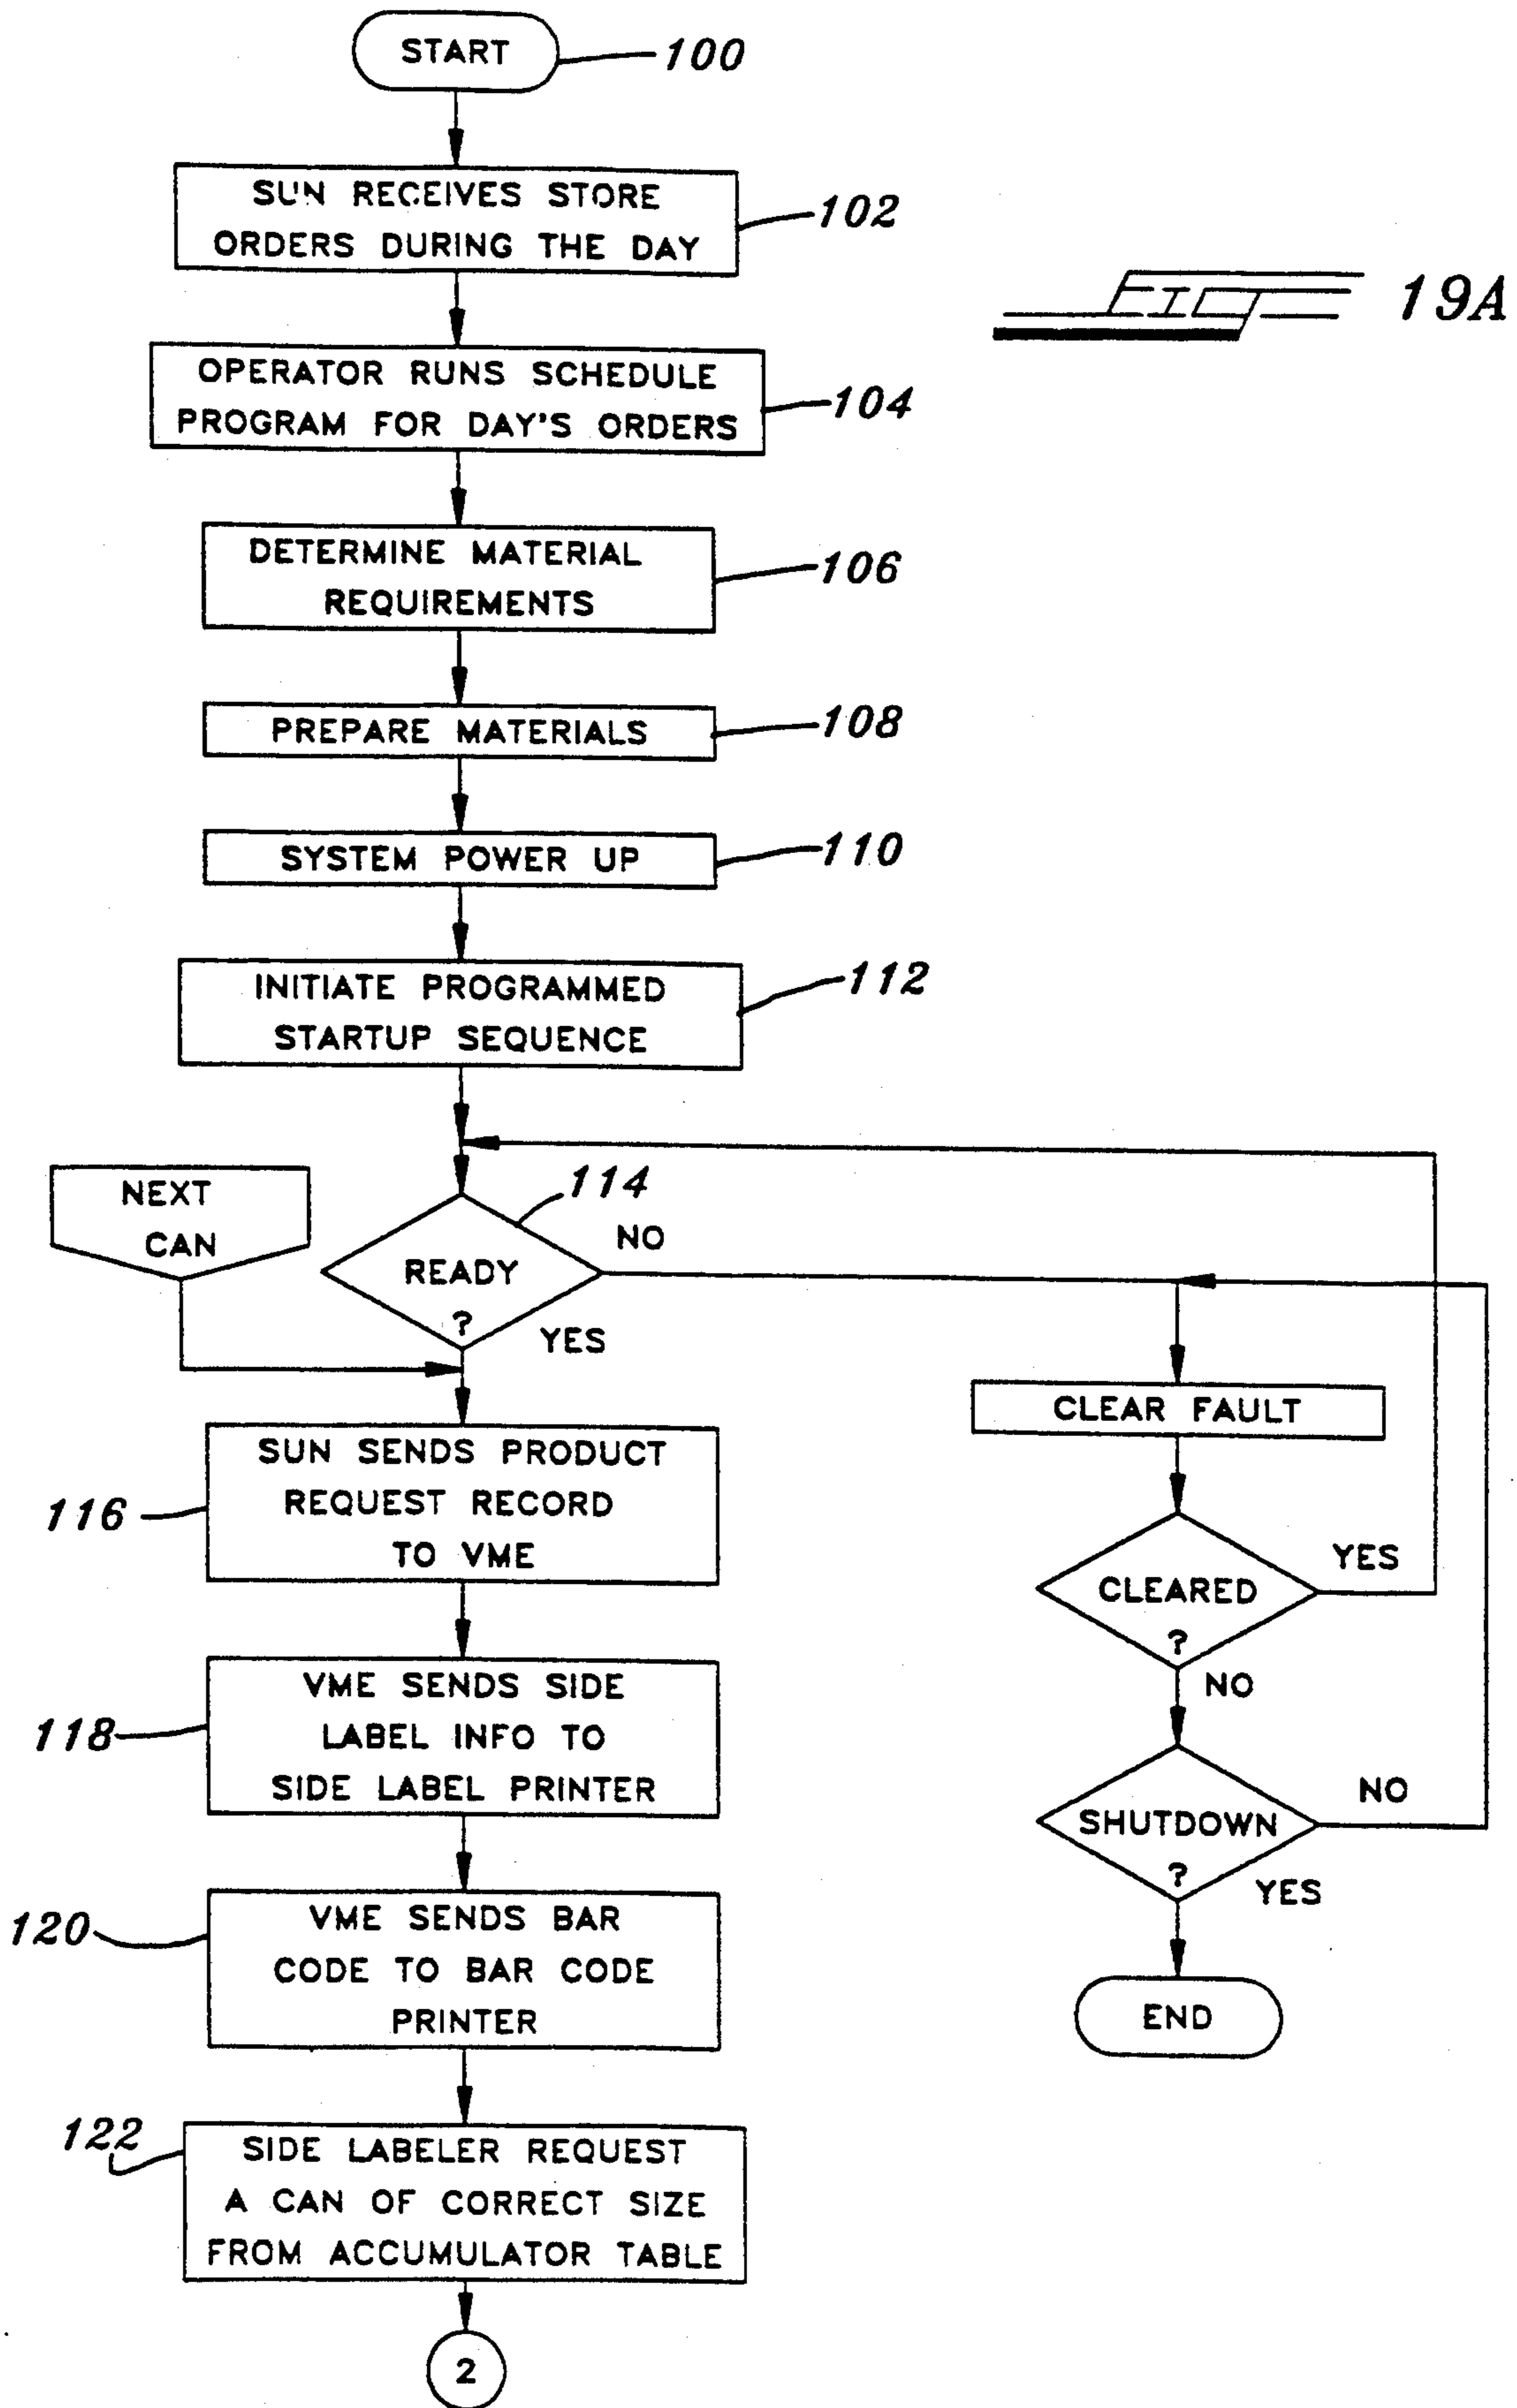 START
100
SUN RECEIVES STORE
ORDERS DURING THE DAY
102
FIG 19A
OPERATOR RUNS SCHEDULE
PROGRAM FOR DAY'S ORDERS
104
DETERMINE MATERIAL
REQUIREMENTS
106
PREPARE MATERIALS
108
SYSTEM POWER UP
110
INITIATE PROGRAMMED
STARTUP SEQUENCE
112
NEXT
CAN
114
READY
?
NO
YES
CLEAR FAULT
SUN SENDS PRODUCT
REQUEST RECORD
TO VME
116
CLEARED
?
YES
NO
VME SENDS SIDE
LABEL INFO TO
SIDE LABEL PRINTER
118
SHUTDOWN
?
NO
YES
VME SENDS BAR
CODE TO BAR CODE
PRINTER
120
END
SIDE LABELER REQUEST
A CAN OF CORRECT SIZE
FROM ACCUMULATOR TABLE
122
2